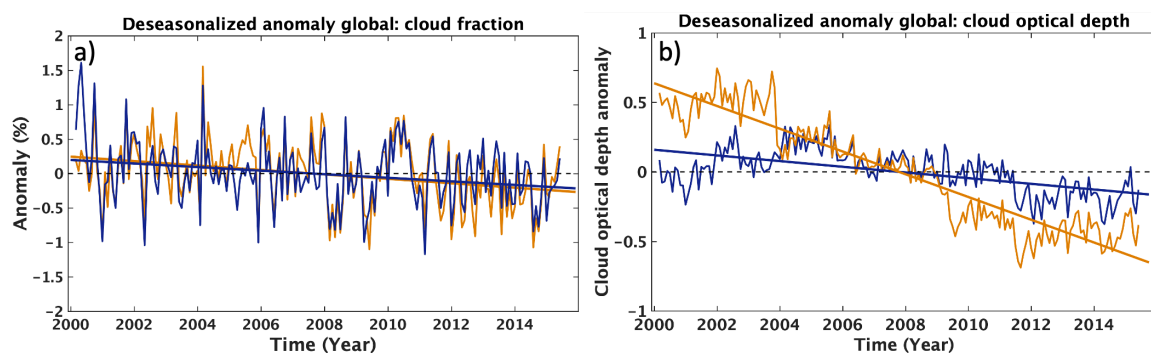 Deseasonalized anomaly global: cloud fraction
a)
Anomaly (%)
2
1.5
1
0.5
0
−0.5
−1
−1.5
−2
2000 2002 2004 2006 2008 2010 2012 2014
Time (Year)
Deseasonalized anomaly global: cloud optical depth
b)
Cloud optical depth anomaly
1
0.5
0
−0.5
−1
2000 2002 2004 2006 2008 2010 2012 2014
Time (Year)